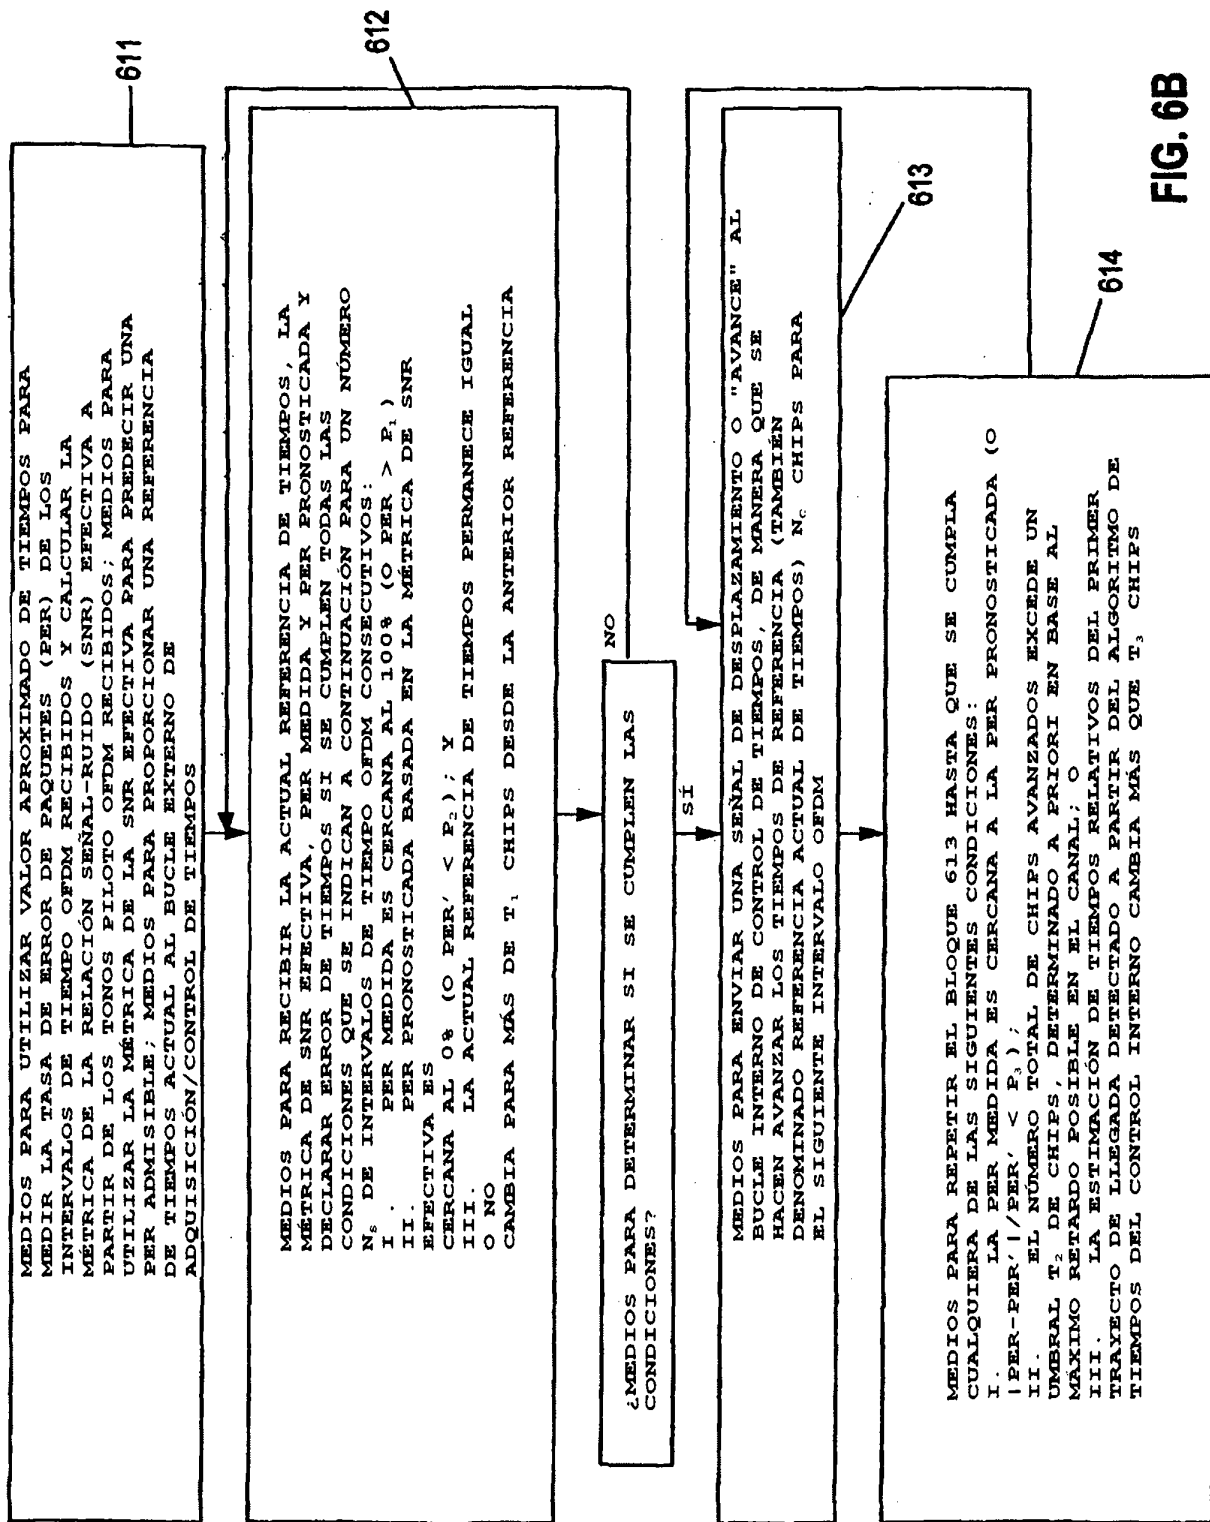 MEDIOS PARA UTILIZAR VALOR APROXIMADO DE TIEMPOS PARA
MEDIR LA TASA DE ERROR DE PAQUETES (PER) DE LOS
INTERVALOS DE TIEMPO OFDM RECIBIDOS Y CALCULAR LA
MÉTRICA DE LA RELACIÓN SEÑAL-RUIDO (SNR) EFECTIVA A
PARTIR DE LOS TONOS PILOTO OFDM RECIBIDOS; MEDIOS PARA
UTILIZAR LA MÉTRICA DE LA SNR EFECTIVA PARA PREDECIR UNA
PER ADMISIBLE; MEDIOS PARA PROPORCIONAR UNA REFERENCIA
DE TIEMPOS ACTUAL AL BUCLE EXTERNO DE
ADQUISICIÓN/CONTROL DE TIEMPOS
611
MEDIOS PARA RECIBIR LA ACTUAL REFERENCIA DE TIEMPOS, LA
MÉTRICA DE SNR EFECTIVA, PER MEDIDA Y PER PRONOSTICADA Y
DECLARAR ERROR DE TIEMPOS SI SE CUMPLEN TODAS LAS
CONDICIONES QUE SE INDICAN A CONTINUACIÓN PARA UN NÚMERO
Nₛ DE INTERVALOS DE TIEMPO OFDM CONSECUTIVOS:
I. PER MEDIDA ES CERCANA AL 100% (O PER > P₁)
II. PER PRONOSTICADA BASADA EN LA MÉTRICA DE SNR
EFECTIVA ES
CERCANA AL 0% (O PER′ < P₂); Y
III. LA ACTUAL REFERENCIA DE TIEMPOS PERMANECE IGUAL
O NO
CAMBIA PARA MÁS DE T₁ CHIPS DESDE LA ANTERIOR REFERENCIA
612
¿MEDIOS PARA DETERMINAR SI SE CUMPLEN LAS
CONDICIONES?
NO
SÍ
MEDIOS PARA ENVIAR UNA SEÑAL DE DESPLAZAMIENTO O "AVANCE" AL
BUCLE INTERNO DE CONTROL DE TIEMPOS, DE MANERA QUE SE
HACEN AVANZAR LOS TIEMPOS DE REFERENCIA (TAMBIÉN
DENOMINADO REFERENCIA ACTUAL DE TIEMPOS) N꜀ CHIPS PARA
EL SIGUIENTE INTERVALO OFDM
613
MEDIOS PARA REPETIR EL BLOQUE 613 HASTA QUE SE CUMPLA
CUALQUIERA DE LAS SIGUIENTES CONDICIONES:
I. LA PER MEDIDA ES CERCANA A LA PER PRONOSTICADA (O
|PER-PER′|/PER′ < P₃);
II. EL NÚMERO TOTAL DE CHIPS AVANZADOS EXCEDE UN
UMBRAL T₂ DE CHIPS, DETERMINADO A PRIORI EN BASE AL
MÁXIMO RETARDO POSIBLE EN EL CANAL; O
III. LA ESTIMACIÓN DE TIEMPOS RELATIVOS DEL PRIMER
TRAYECTO DE LLEGADA DETECTADO A PARTIR DEL ALGORITMO DE
TIEMPOS DEL CONTROL INTERNO CAMBIA MÁS QUE T₃ CHIPS
614
FIG. 6B